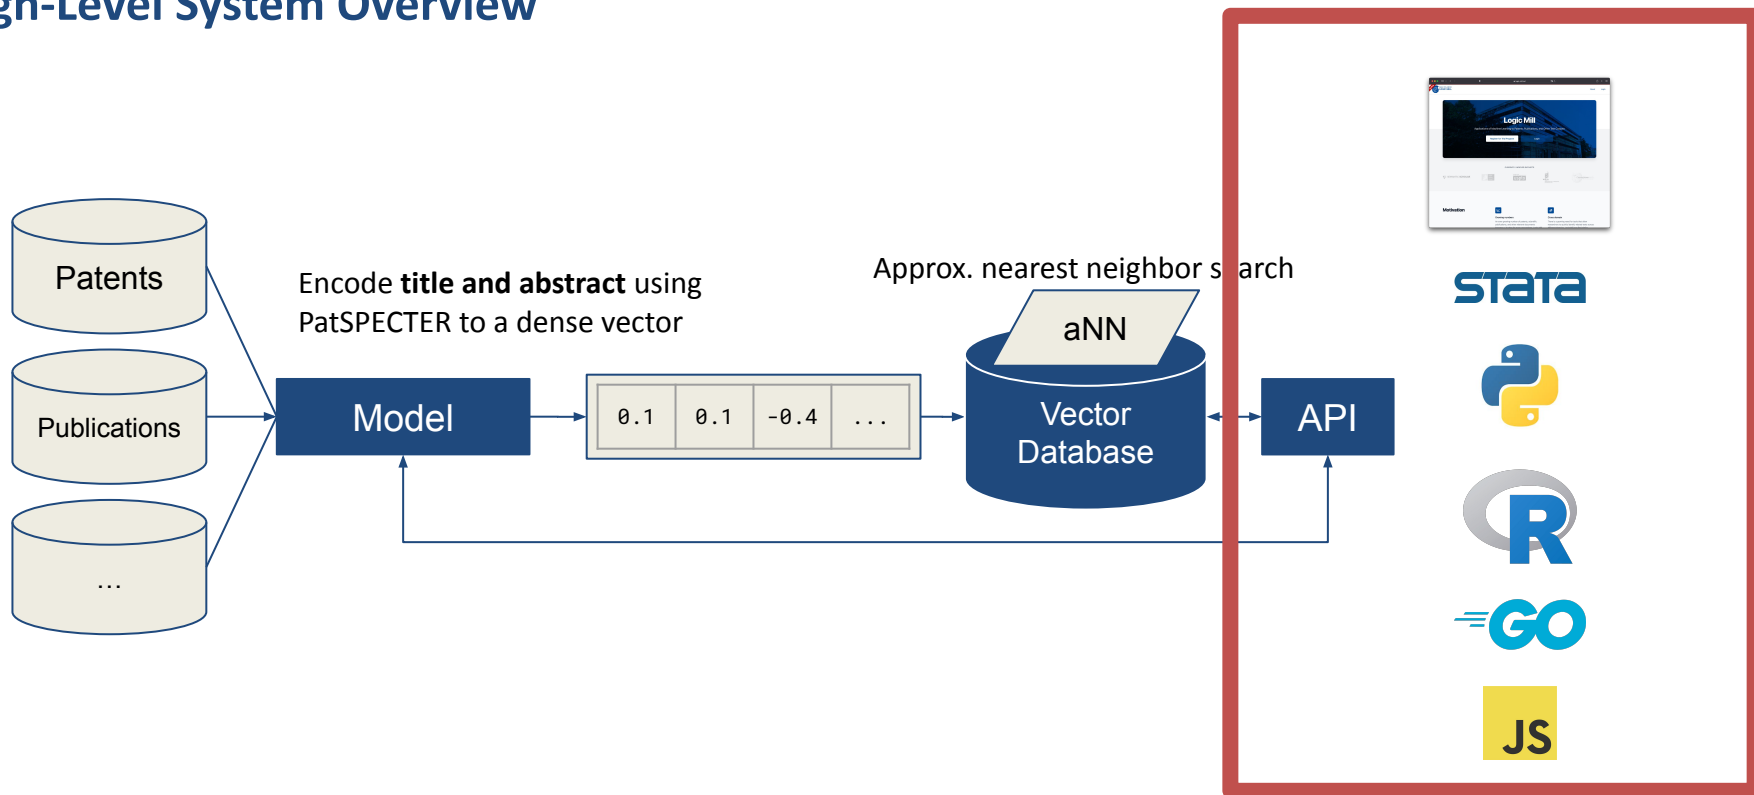 gh-Level System Overview
Patents
Publications
...
Encode title and abstract using
PatSPECTER to a dense vector
Model
0.1 0.1 -0.4 ...
Approx. nearest neighbor s arch
aNN
Vector
Database
API
Logic Mill
Motivation
STATA
R
GO
JS